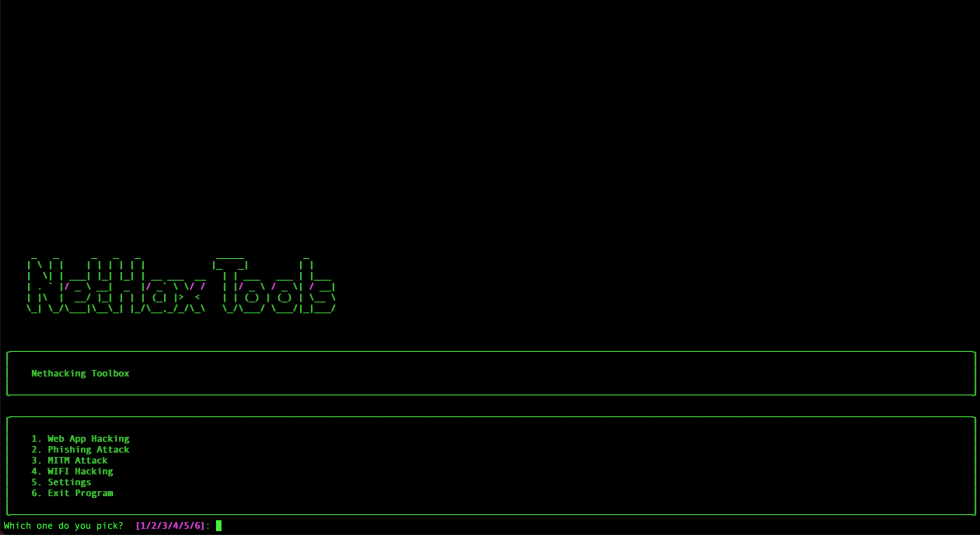 NetHax Tools
Nethacking Toolbox
1. Web App Hacking
2. Phishing Attack
3. MITM Attack
4. WIFI Hacking
5. Settings
6. Exit Program
Which one do you pick? [1/2/3/4/5/6]: